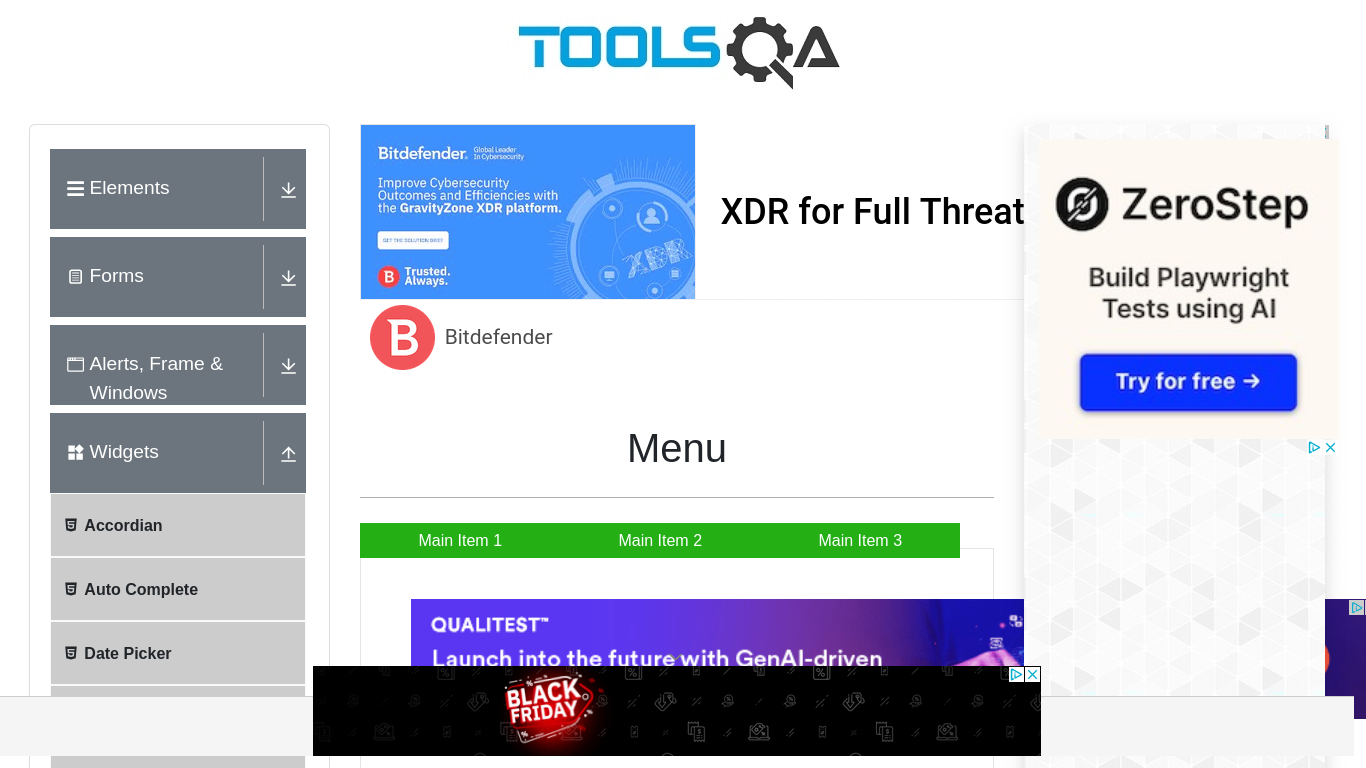 TOOLSQA
Elements
Forms
Alerts, Frame &
Windows
Widgets
Accordian
Auto Complete
Date Picker
Bitdefender
Global Leader
In Cybersecurity
Improve Cybersecurity
Outcomes and Efficiencies with
the GravityZone XDR platform.
GET THE SOLUTION BRIEF
XDR
B Trusted.
Always.
XDR for Full Threat
B
Bitdefender
ZeroStep
Build Playwright
Tests using AI
Try for free →
Menu
Main Item 1
Main Item 2
Main Item 3
QUALITEST™
Launch into the future with GenAI-driven
BLACK
FRIDAY